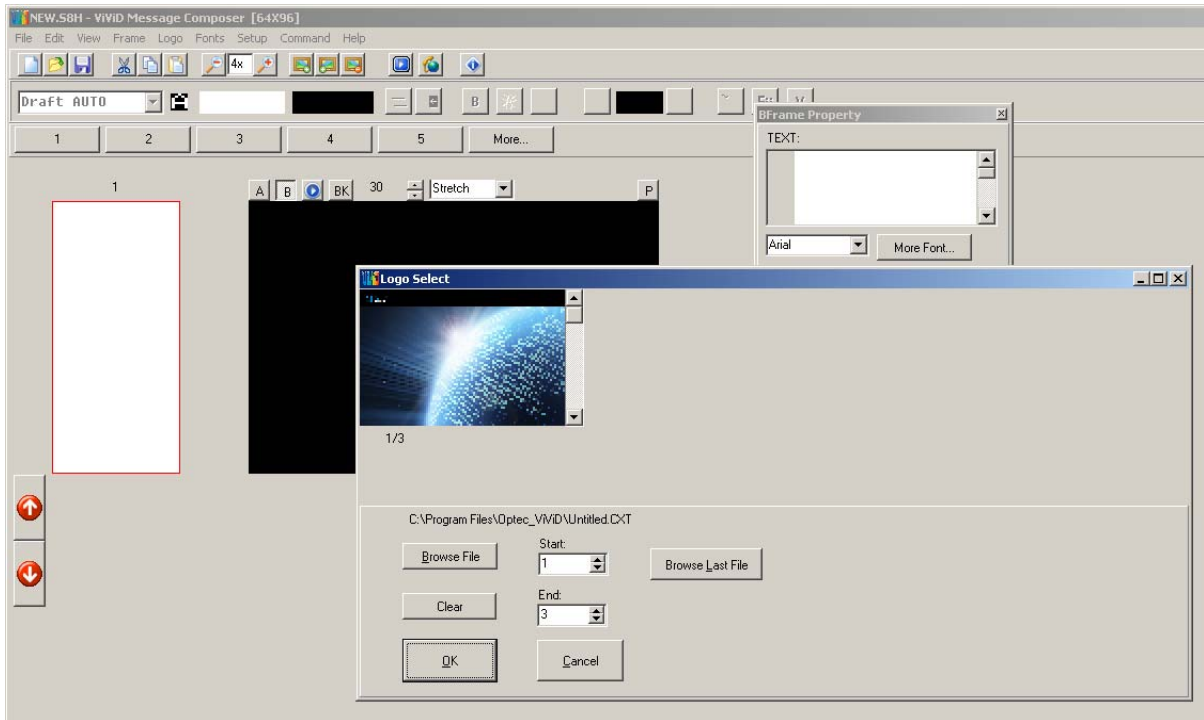 NEW.S8H - ViViD Message Composer [64X96]
File Edit View Frame Logo Fonts Setup Command Help
4x
Draft AUTO
B
1 2 3 4 5 More...
BFrame Property
TEXT:
1
A B BK 30 Stretch P
Arial More Font...
Logo Select
1/3
C:\Program Files\Optec_ViViD\Untitled.CXT
Browse File Start: 1 Browse Last File
Clear End: 3
OK Cancel